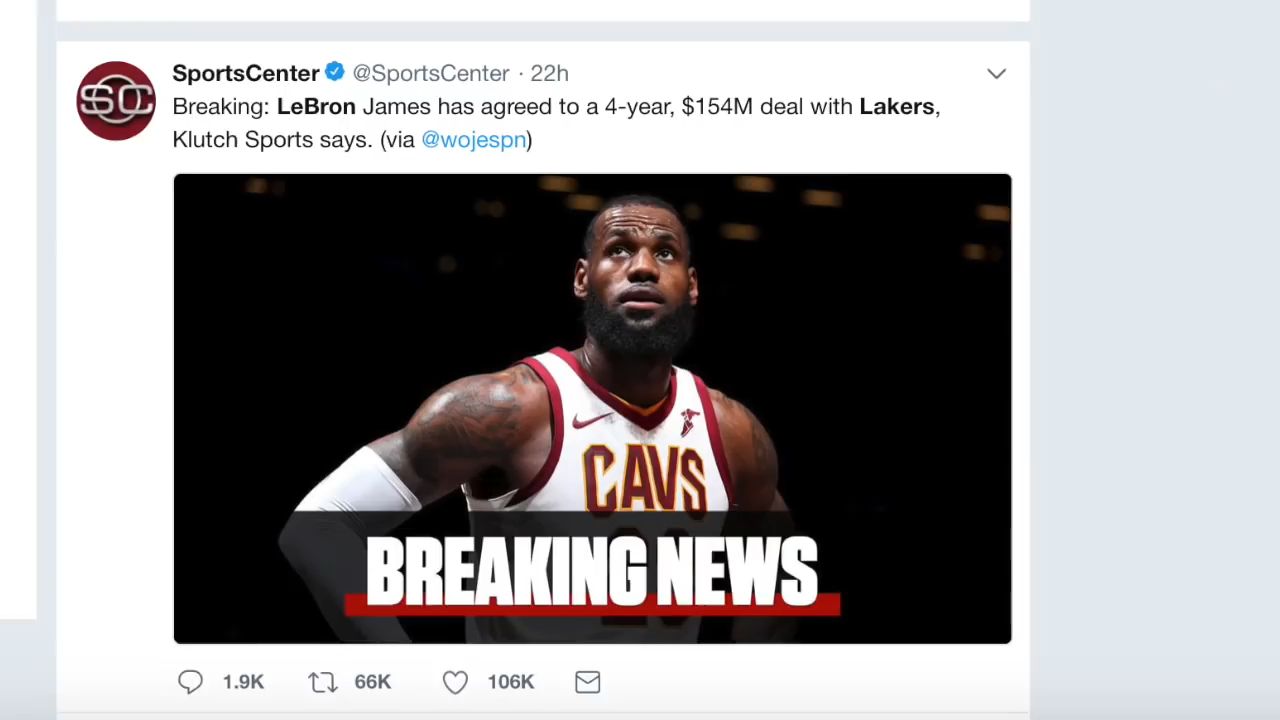 SC
SportsCenter @SportsCenter · 22h
Breaking: LeBron James has agreed to a 4-year, $154M deal with Lakers,
Klutch Sports says. (via @wojespn)
CAVS
BREAKING NEWS
1.9K 66K 106K